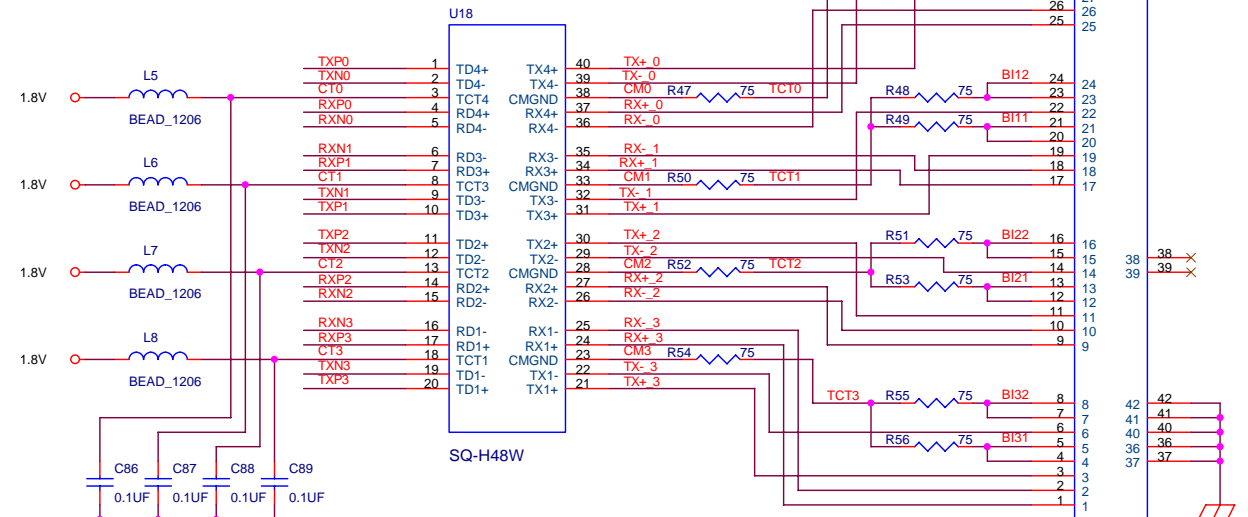 27
26 26
25 25
U18
TXP0 1 TD4+ TX4+ 40 TX+_0
TXN0 2 TD4- TX4- 39 TX-_0
L5 CT0 3 TCT4 CMGND 38 CM0 R47 75 TCT0
1.8V
BEAD_1206
RXP0 4 RD4+ RX4+ 37 RX+_0
RXN0 5 RD4- RX4- 36 RX-_0
BI12 24 24
R48 75 23 23
22 22
R49 75 BI11 21 21
20 20
RXN1 6 RD3- RX3- 35 RX-_1
19 19
RXP1 7 RD3+ RX3+ 34 RX+_1
18 18
L6 CT1 8 TCT3 CMGND 33 CM1 R50 75 TCT1
1.8V
17 17
BEAD_1206
TXN1 9 TD3- TX3- 32 TX-_1
TXP1 10 TD3+ TX3+ 31 TX+_1
TXP2 11 TD2+ TX2+ 30 TX+_2
R51 75 BI22 16 16
TXN2 12 TD2- TX2- 29 TX-_2
15 15
38 38
L7 CT2 13 TCT2 CMGND 28 CM2 R52 75 TCT2
1.8V
14 14
39 39
BEAD_1206
RXP2 14 RD2+ RX2+ 27 RX+_2
R53 75 BI21 13 13
RXN2 15 RD2- RX2- 26 RX-_2
12 12
11 11
RXN3 16 RD1- RX1- 25 RX-_3
10 10
RXP3 17 RD1+ RX1+ 24 RX+_3
9 9
L8 CT3 18 TCT1 CMGND 23 CM3 R54 75
1.8V
BEAD_1206
TXN3 19 TD1- TX1- 22 TX-_3
TXP3 20 TD1+ TX1+ 21 TX+_3
TCT3 R55 75 BI32 8 8
42 42
7 7
41 41
6 6
40 40
R56 75 BI31 5 5
36 36
4 4
37 37
SQ-H48W
3 3
2 2
1 1
C86 C87 C88 C89
0.1UF 0.1UF 0.1UF 0.1UF